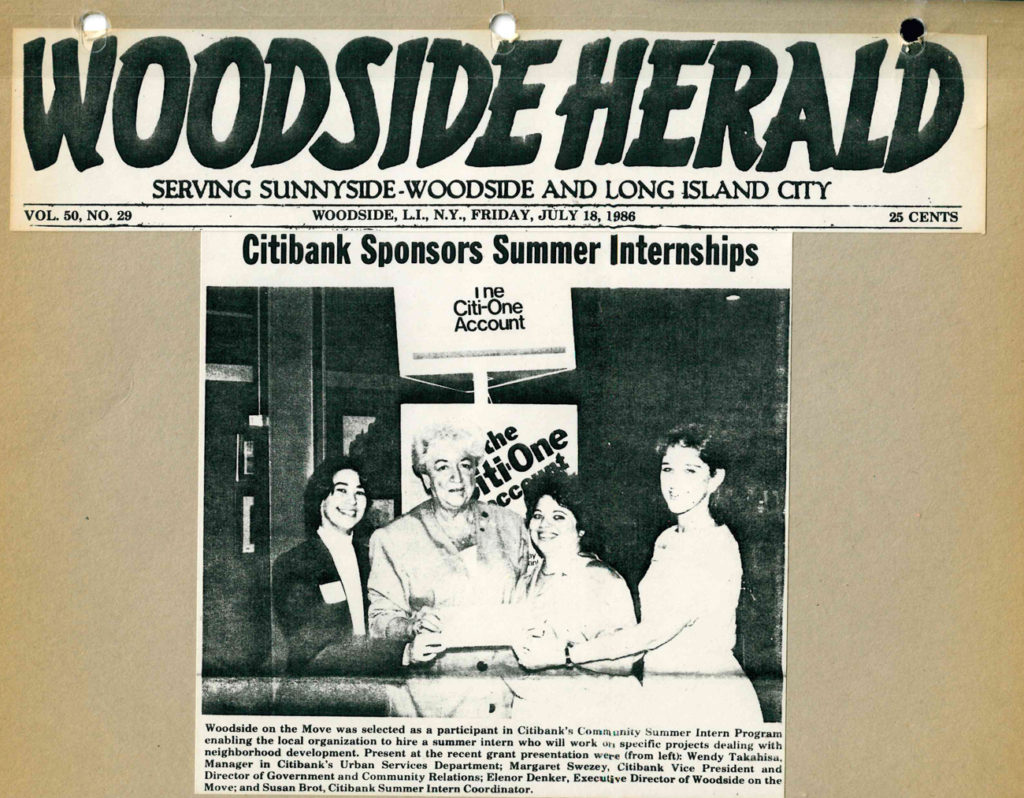 WOODSIDE HERALD
SERVING SUNNYSIDE-WOODSIDE AND LONG ISLAND CITY
VOL. 50, NO. 29 WOODSIDE, L.I., N.Y., FRIDAY, JULY 18, 1986 25 CENTS
Citibank Sponsors Summer Internships
The
Citi-One
Account
the
iti-One
account
Woodside on the Move was selected as a participant in Citibank's Community Summer Intern Program
enabling the local organization to hire a summer intern who will work on specific projects dealing with
neighborhood development. Present at the recent grant presentation were (from left): Wendy Takahisa,
Manager in Citibank's Urban Services Department; Margaret Swezey, Citibank Vice President and
Director of Government and Community Relations; Elenor Denker, Executive Director of Woodside on the
Move; and Susan Brot, Citibank Summer Intern Coordinator.